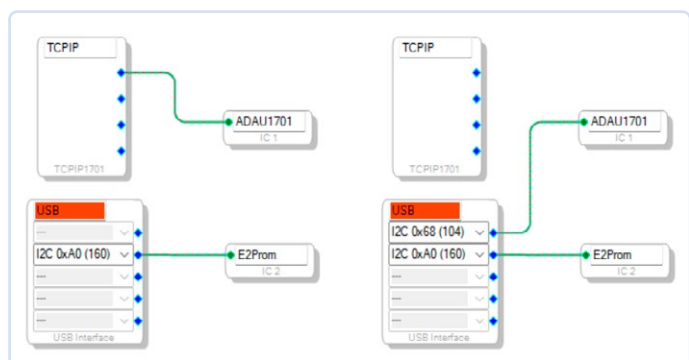 TCPIP
ADAU1701
IC 1
TCPIP1701
USB
---
I2C 0xA0 (160)
---
---
---
USB Interface
E2Prom
IC 2
TCPIP
ADAU1701
IC 1
TCPIP1701
USB
I2C 0x68 (104)
I2C 0xA0 (160)
---
---
---
USB Interface
E2Prom
IC 2